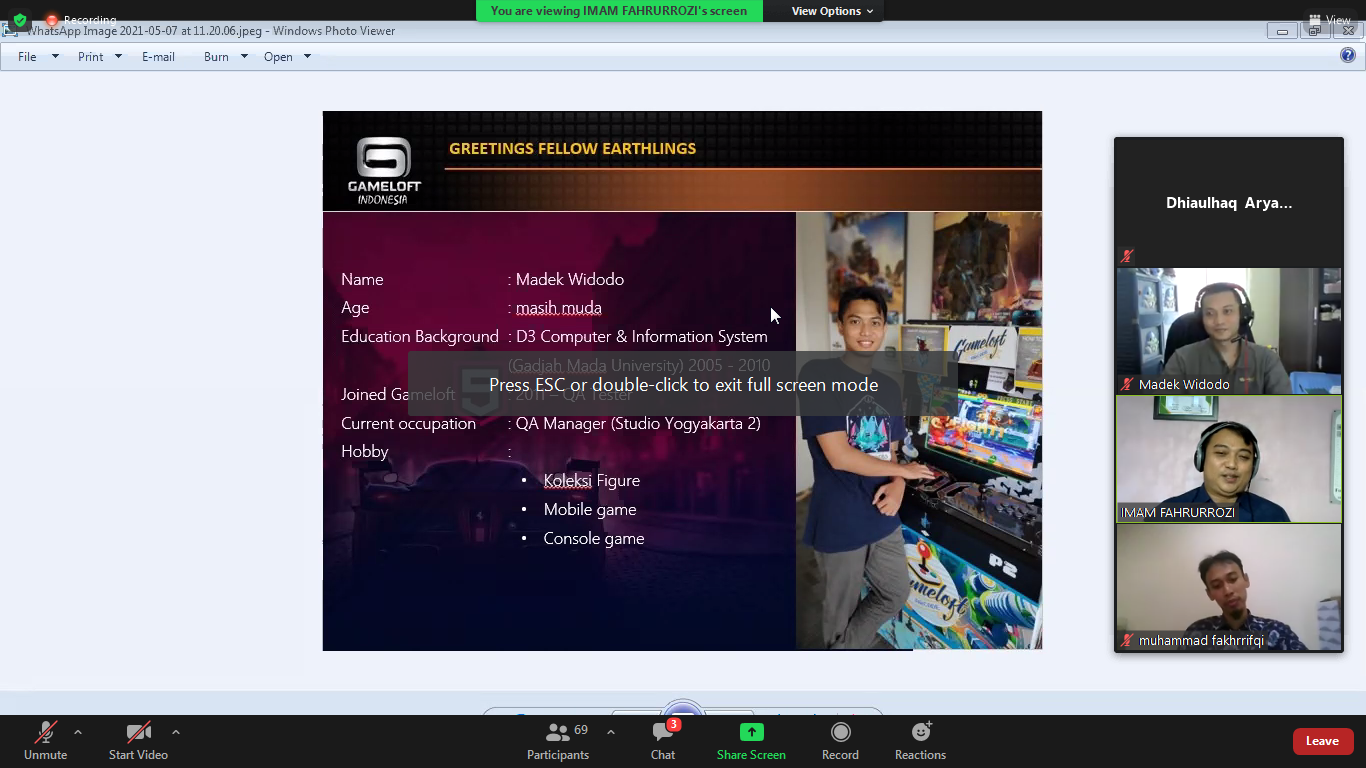 Recording
You are viewing IMAM FAHRURROZI's screen
View Options
View
WhatsApp Image 2021-05-07 at 11.20.06.jpeg - Windows Photo Viewer
File
Print
E-mail
Burn
Open
GAMELOFT
INDONESIA
GREETINGS FELLOW EARTHLINGS
Name : Madek Widodo
Age : masih muda
Education Background : D3 Computer & Information System
(Gadjah Mada University) 2005 - 2010
Press ESC or double-click to exit full screen mode
Joined Gameloft : 2011 – QA Tester
Current occupation : QA Manager (Studio Yogyakarta 2)
Hobby :
• Koleksi Figure
• Mobile game
• Console game
Gameloft
FIGHT!
P2
Gameloft
Dhiaulhaq Arya...
Madek Widodo
IMAM FAHRURROZI
muhammad fakhrrifqi
Unmute
Start Video
Participants
69
Chat
3
Share Screen
Record
Reactions
Leave